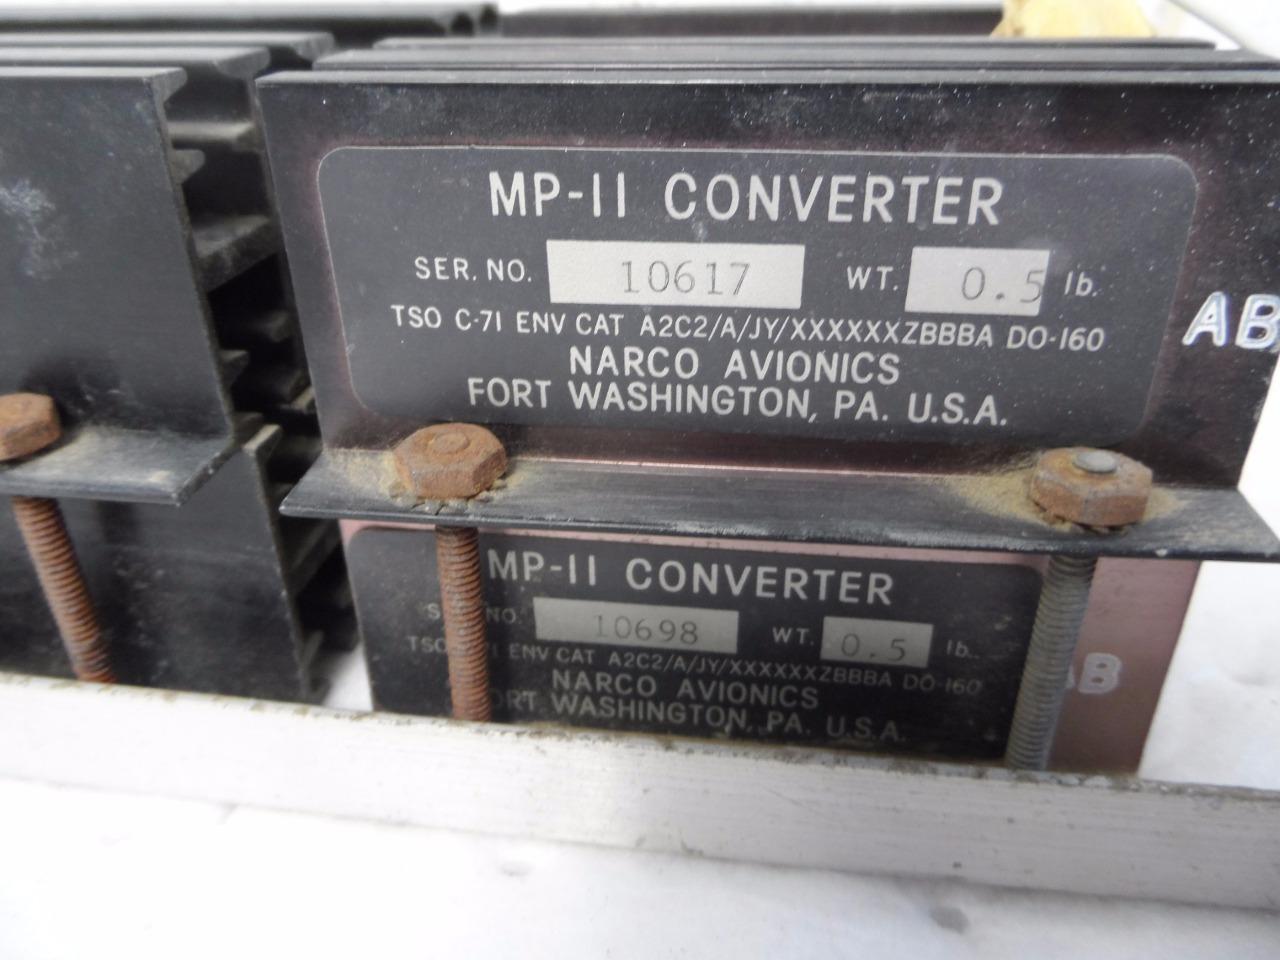 MP-11 CONVERTER
SER. NO. 10617 WT. 0.5 lb.
TSO C-71 ENV CAT A2C2/A/JY/XXXXXXZBBBA DO-160
NARCO AVIONICS
FORT WASHINGTON, PA. U.S.A.
AB
MP-11 CONVERTER
NO. 10698 WT. 0.5 lb.
ENV CAT A2C2/A/JY/XXXXXXZBBBA DO-160
NARCO AVIONICS
WASHINGTON, PA. U.S.A.
AB